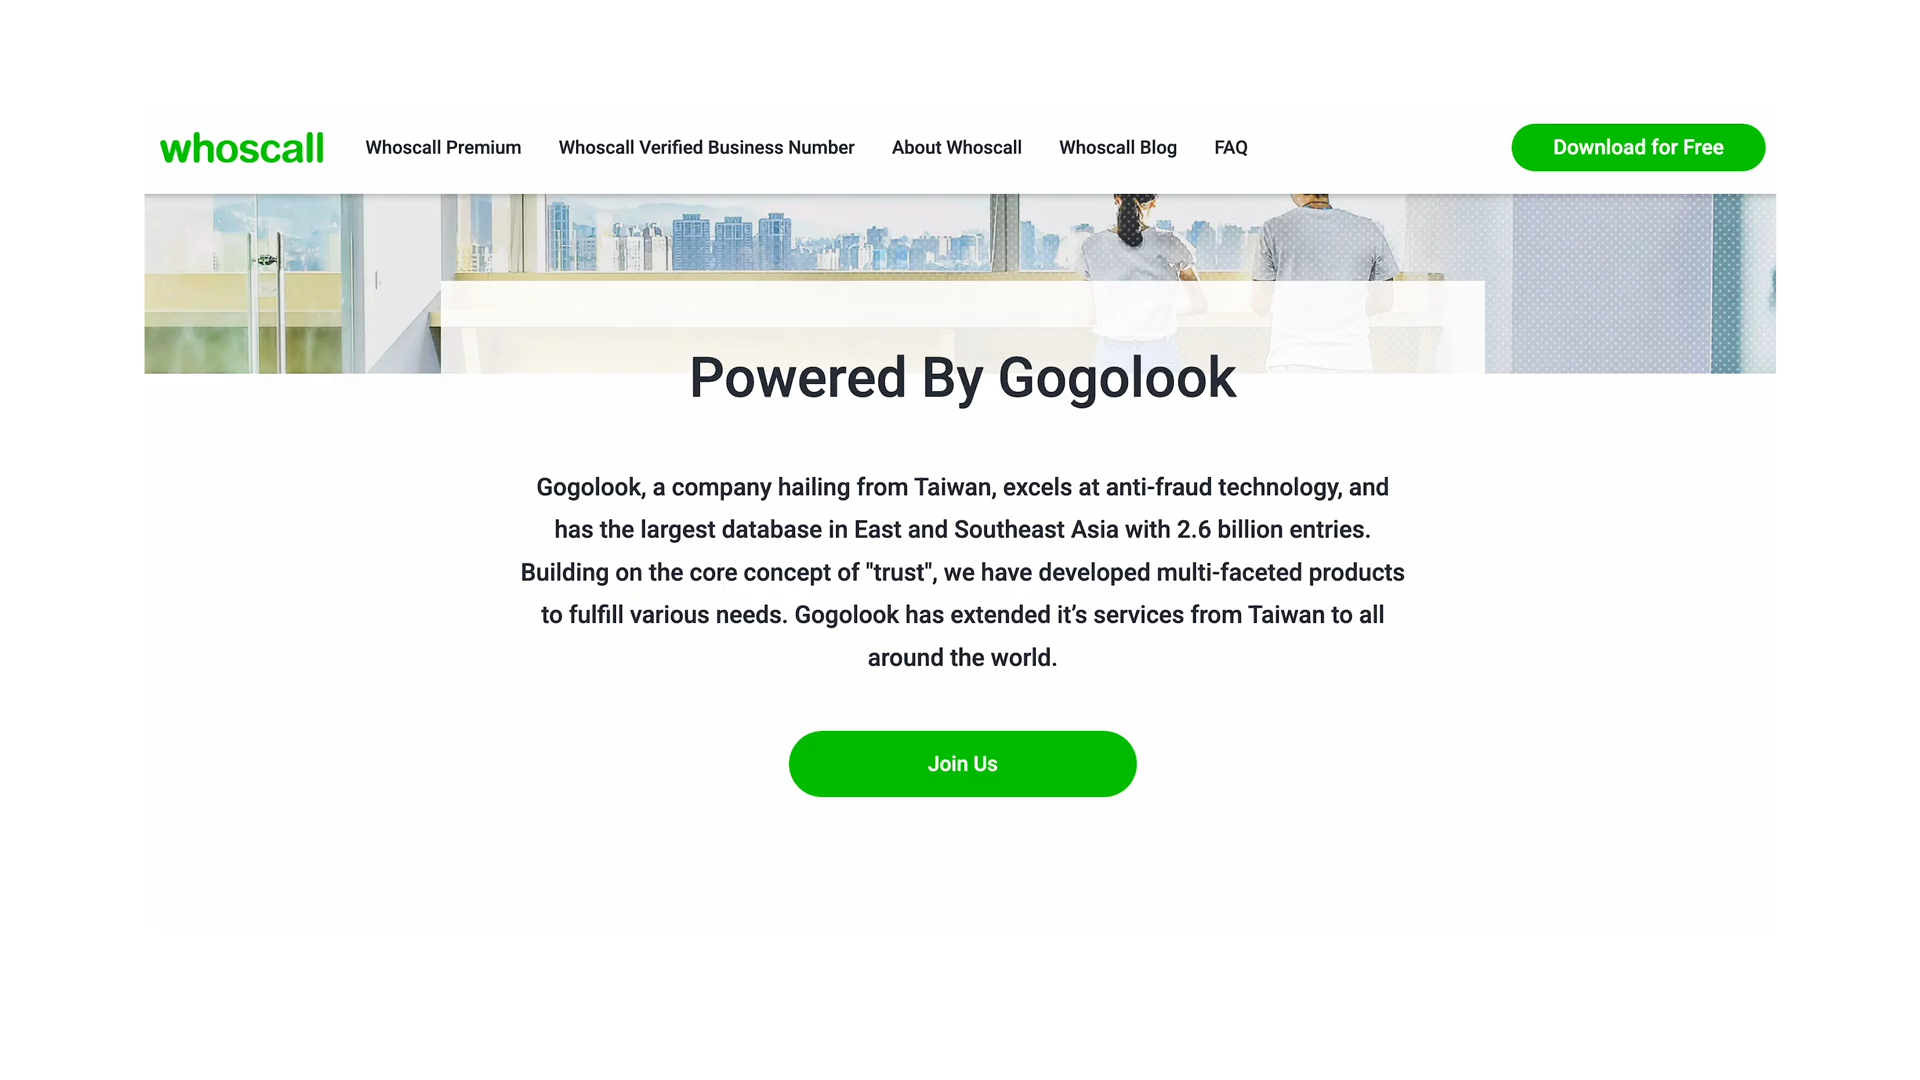 whoscall
Whoscall Premium
Whoscall Verified Business Number
About Whoscall
Whoscall Blog
FAQ
Download for Free
Powered By Gogolook
Gogolook, a company hailing from Taiwan, excels at anti-fraud technology, and
has the largest database in East and Southeast Asia with 2.6 billion entries.
Building on the core concept of "trust", we have developed multi-faceted products
to fulfill various needs. Gogolook has extended it’s services from Taiwan to all
around the world.
Join Us